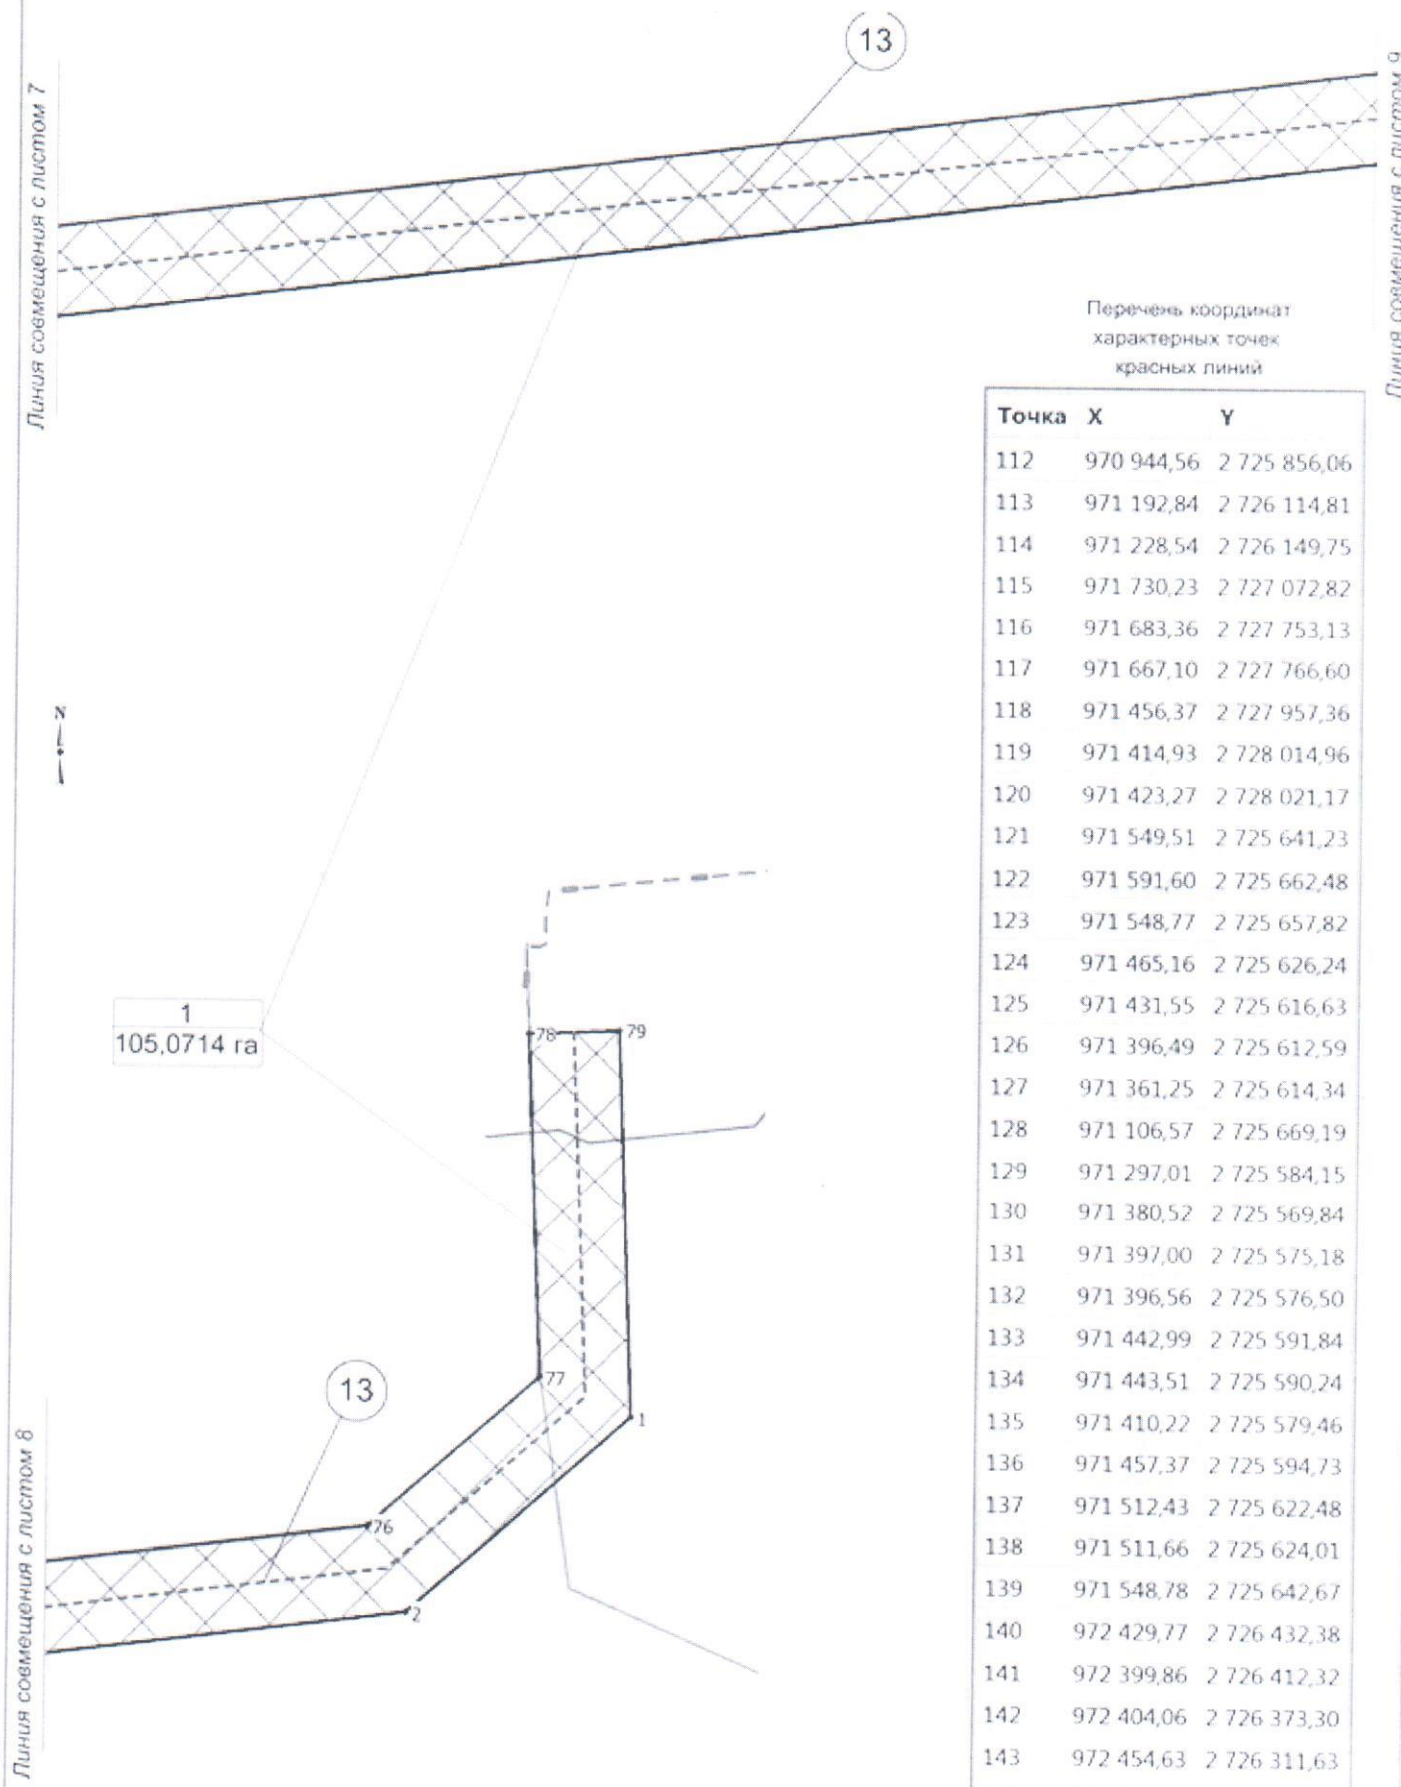 13
Линия совмещения с листом 7
Линия совмещения с листом 9
Перечень координат
характерных точек
красных линий
Точка X Y
112 970 944,56 2 725 856,06
113 971 192,84 2 726 114,81
114 971 228,54 2 726 149,75
115 971 730,23 2 727 072,82
116 971 683,36 2 727 753,13
117 971 667,10 2 727 766,60
118 971 456,37 2 727 957,36
119 971 414,93 2 728 014,96
120 971 423,27 2 728 021,17
121 971 549,51 2 725 641,23
122 971 591,60 2 725 662,48
123 971 548,77 2 725 657,82
124 971 465,16 2 725 626,24
125 971 431,55 2 725 616,63
126 971 396,49 2 725 612,59
127 971 361,25 2 725 614,34
128 971 106,57 2 725 669,19
129 971 297,01 2 725 584,15
130 971 380,52 2 725 569,84
131 971 397,00 2 725 575,18
132 971 396,56 2 725 576,50
133 971 442,99 2 725 591,84
134 971 443,51 2 725 590,24
135 971 410,22 2 725 579,46
136 971 457,37 2 725 594,73
137 971 512,43 2 725 622,48
138 971 511,66 2 725 624,01
139 971 548,78 2 725 642,67
140 972 429,77 2 726 432,38
141 972 399,86 2 726 412,32
142 972 404,06 2 726 373,30
143 972 454,63 2 726 311,63
N
1
105,0714 га
78
79
77
1
13
76
2
Линия совмещения с листом 8